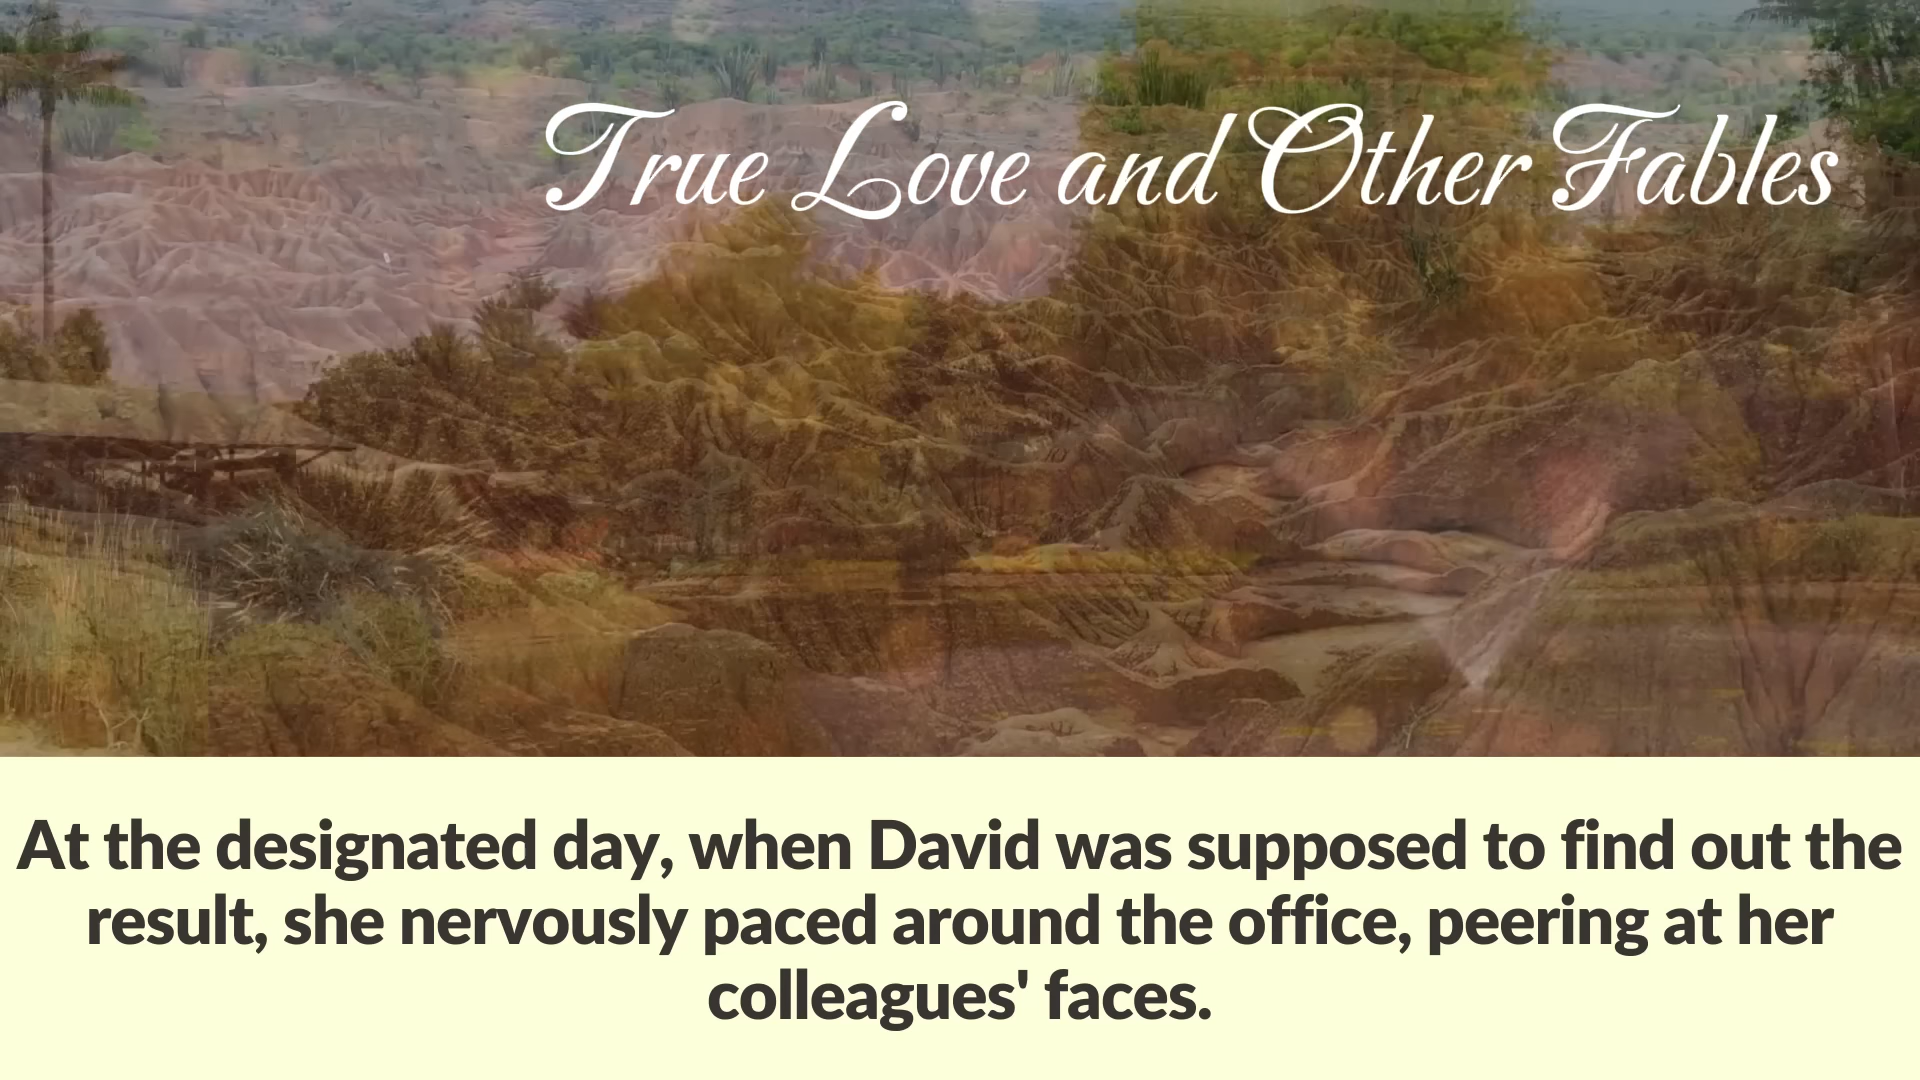 True Love and Other Fables
At the designated day, when David was supposed to find out the
result, she nervously paced around the office, peering at her
colleagues' faces.